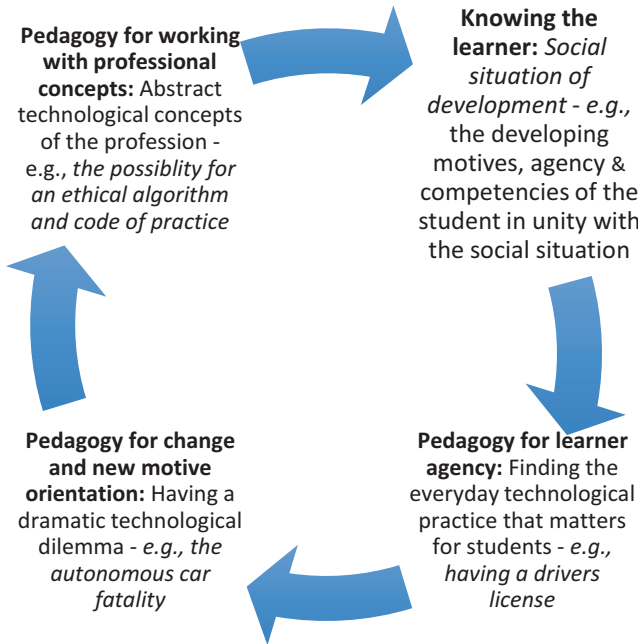 Pedagogy for working
with professional
concepts: Abstract
technological concepts
of the profession -
e.g., the possiblity for
an ethical algorithm
and code of practice
Knowing the
learner: Social
situation of
development - e.g.,
the developing
motives, agency &
competencies of the
student in unity with
the social situation
Pedagogy for learner
agency: Finding the
everyday technological
practice that matters
for students - e.g.,
having a drivers
license
Pedagogy for change
and new motive
orientation: Having a
dramatic technological
dilemma - e.g., the
autonomous car
fatality